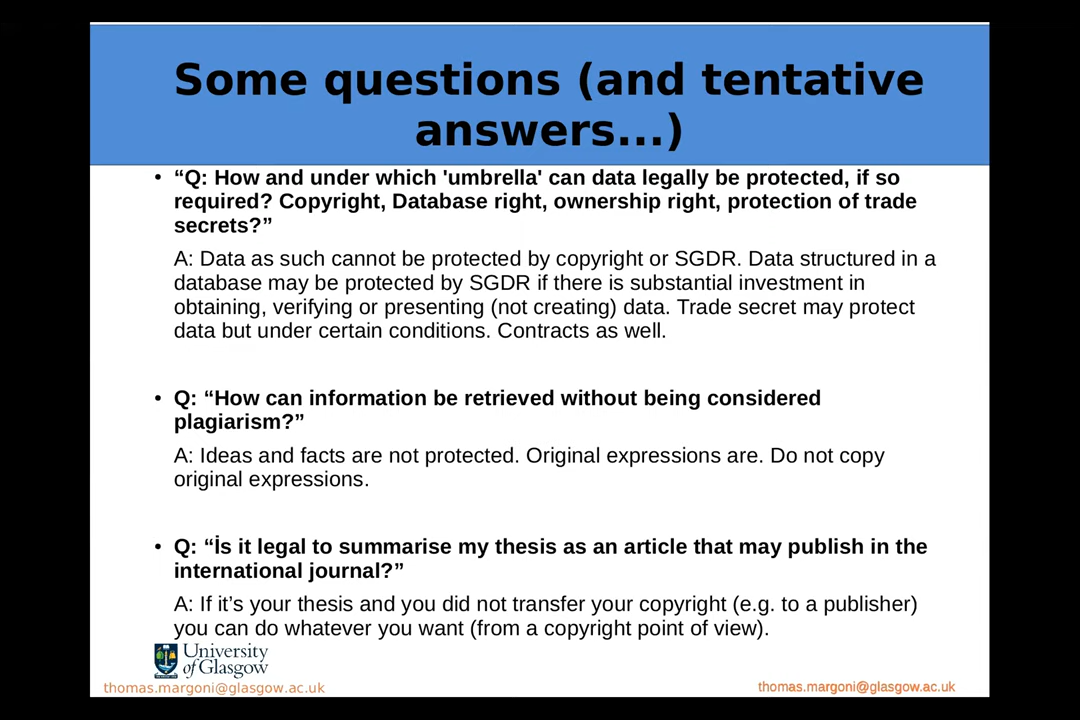 Some questions (and tentative
answers...)
• “Q: How and under which 'umbrella' can data legally be protected, if so
required? Copyright, Database right, ownership right, protection of trade
secrets?”
A: Data as such cannot be protected by copyright or SGDR. Data structured in a
database may be protected by SGDR if there is substantial investment in
obtaining, verifying or presenting (not creating) data. Trade secret may protect
data but under certain conditions. Contracts as well.
• Q: “How can information be retrieved without being considered
plagiarism?”
A: Ideas and facts are not protected. Original expressions are. Do not copy
original expressions.
• Q: “İs it legal to summarise my thesis as an article that may publish in the
international journal?”
A: If it’s your thesis and you did not transfer your copyright (e.g. to a publisher)
you can do whatever you want (from a copyright point of view).
University
of Glasgow
thomas.margoni@glasgow.ac.uk
thomas.margoni@glasgow.ac.uk